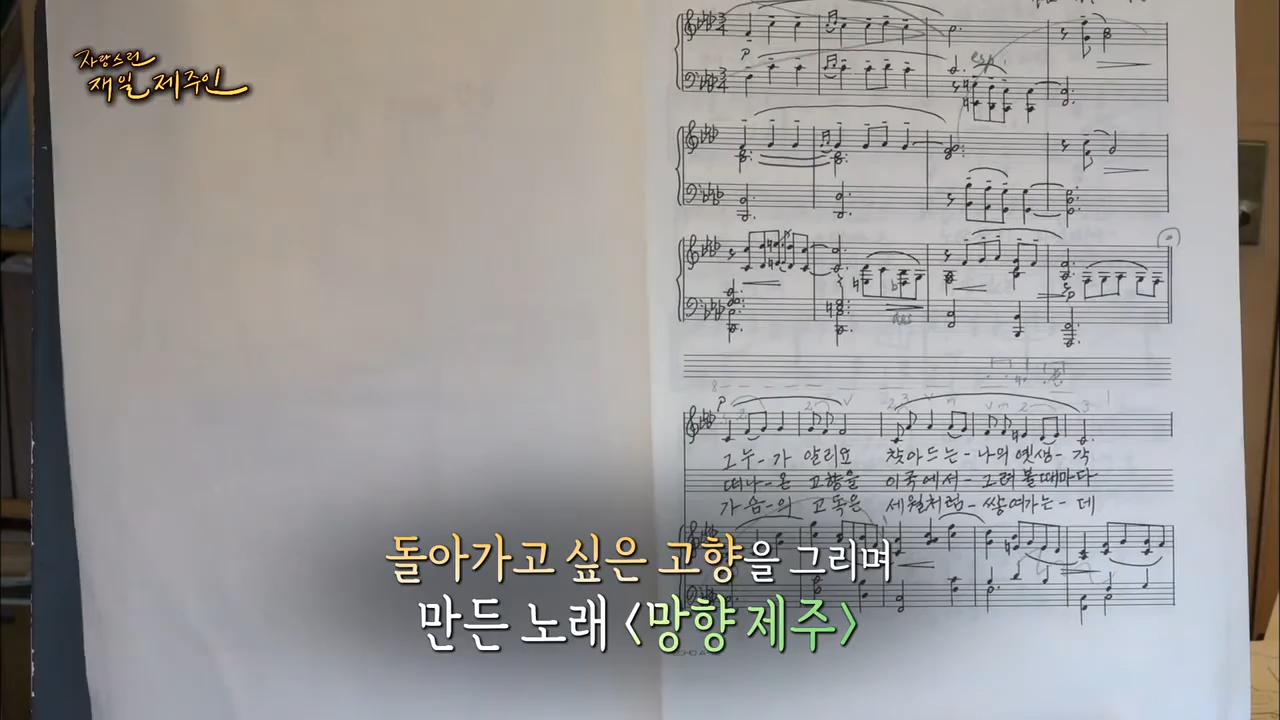 자랑스런
재일 제주인
그누-가 알리요 찾아드는-나의옛생-각
떠나-온 고향을 이국에서-그려볼때마다
가슴-의 고독은 세월처럼-쌓여가는-데
돌아가고 싶은 고향을 그리며
만든 노래 <망향 제주>